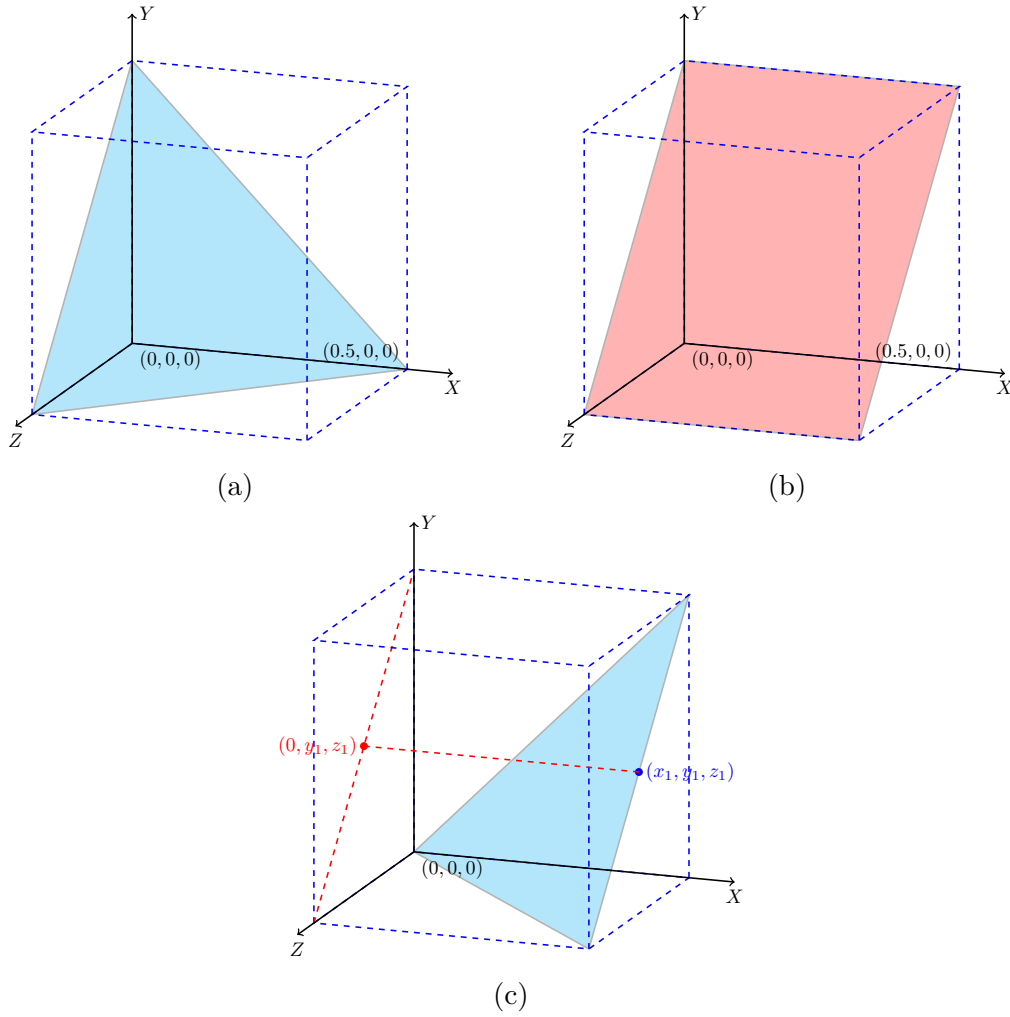 Y
(0, 0, 0)
(0.5, 0, 0)
X
Z
(a)
Y
(0, 0, 0)
(0.5, 0, 0)
X
Z
(b)
Y
(0, y₁, z₁)
(x₁, y₁, z₁)
(0, 0, 0)
X
Z
(c)